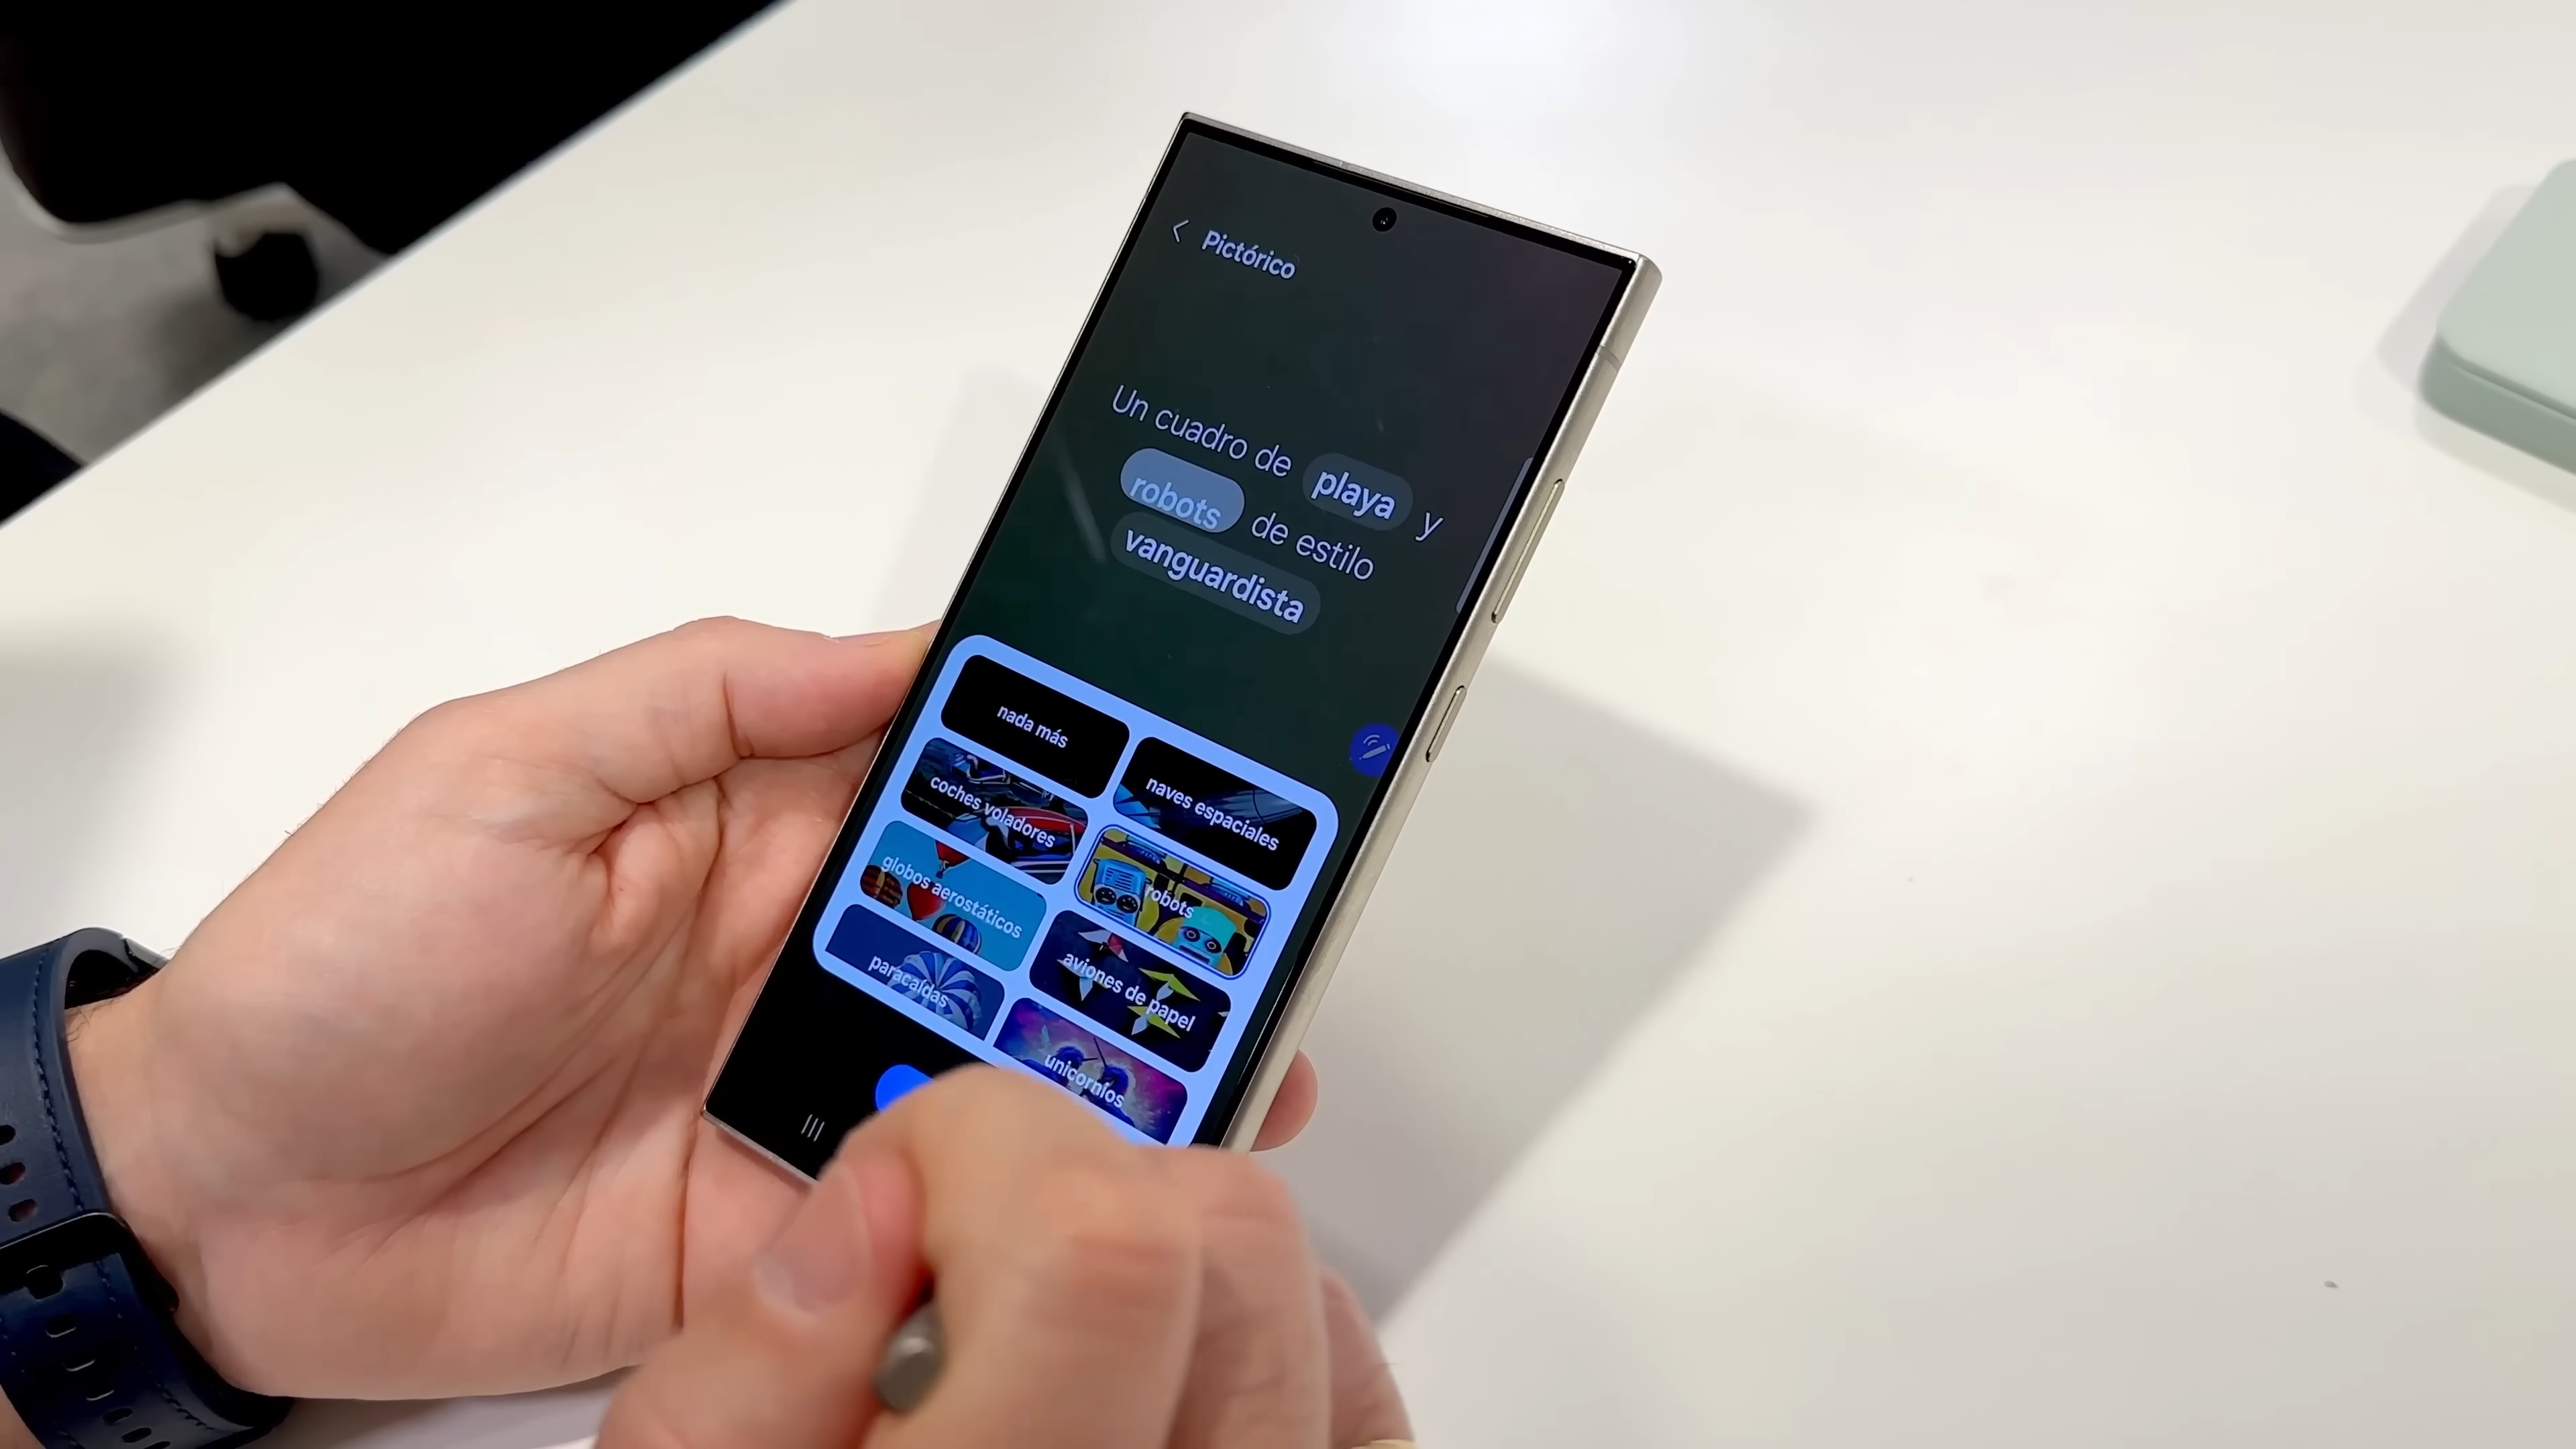 Pictórico
Un cuadro de playa y
robots de estilo
vanguardista
nada más
naves espaciales
coches voladores
robots
globos aerostáticos
aviones de papel
paracaídas
unicornios